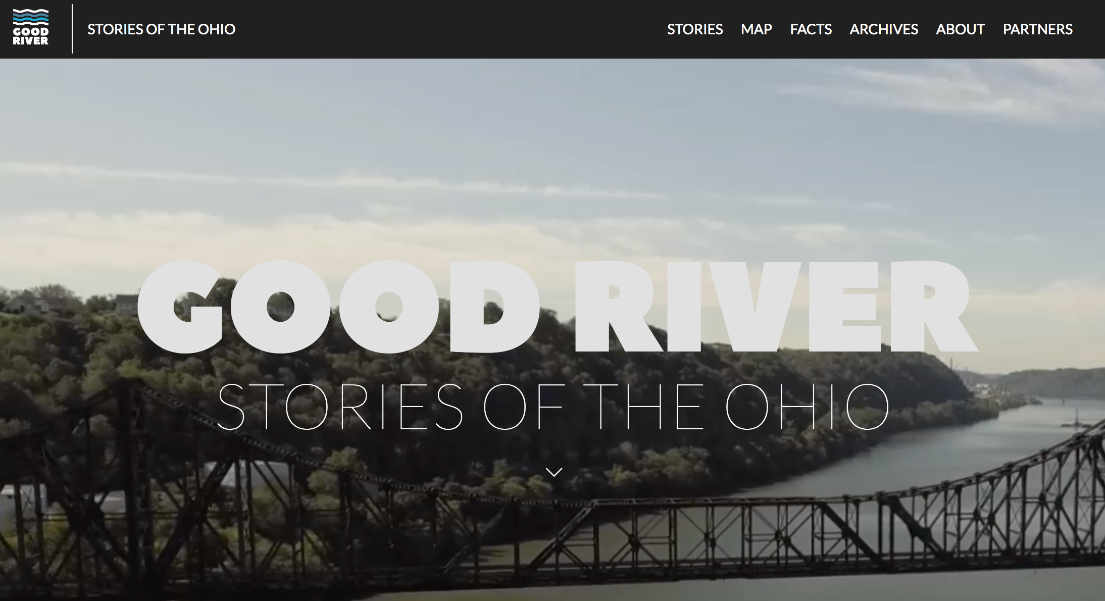 GOOD
RIVER
STORIES OF THE OHIO
STORIES MAP FACTS ARCHIVES ABOUT PARTNERS
GOOD RIVER
STORIES OF THE OHIO